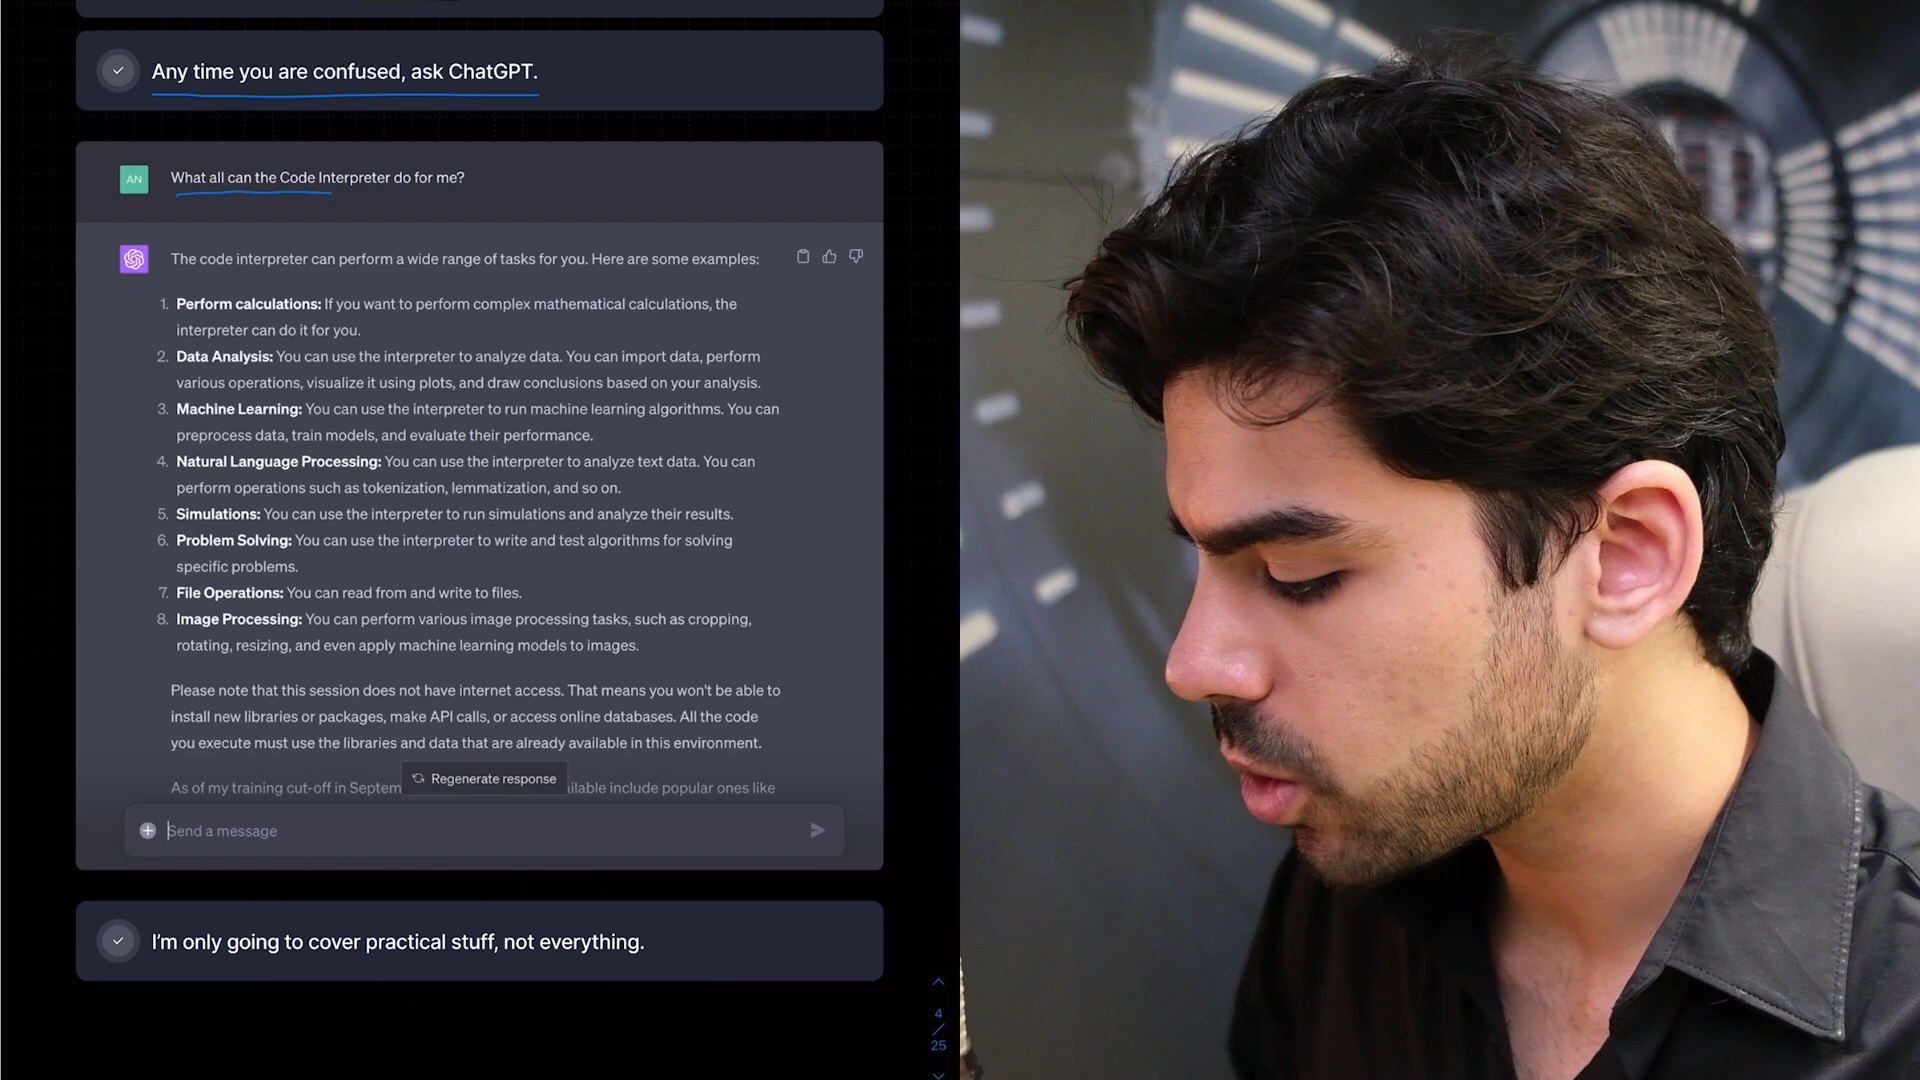 Any time you are confused, ask ChatGPT.
AN
What all can the Code Interpreter do for me?
The code interpreter can perform a wide range of tasks for you. Here are some examples:
1. Perform calculations: If you want to perform complex mathematical calculations, the
interpreter can do it for you.
2. Data Analysis: You can use the interpreter to analyze data. You can import data, perform
various operations, visualize it using plots, and draw conclusions based on your analysis.
3. Machine Learning: You can use the interpreter to run machine learning algorithms. You can
preprocess data, train models, and evaluate their performance.
4. Natural Language Processing: You can use the interpreter to analyze text data. You can
perform operations such as tokenization, lemmatization, and so on.
5. Simulations: You can use the interpreter to run simulations and analyze their results.
6. Problem Solving: You can use the interpreter to write and test algorithms for solving
specific problems.
7. File Operations: You can read from and write to files.
8. Image Processing: You can perform various image processing tasks, such as cropping,
rotating, resizing, and even apply machine learning models to images.
Please note that this session does not have internet access. That means you won't be able to
install new libraries or packages, make API calls, or access online databases. All the code
you execute must use the libraries and data that are already available in this environment.
Regenerate response
As of my training cut-off in include popular ones like
Send a message
I'm only going to cover practical stuff, not everything.
4
/
25